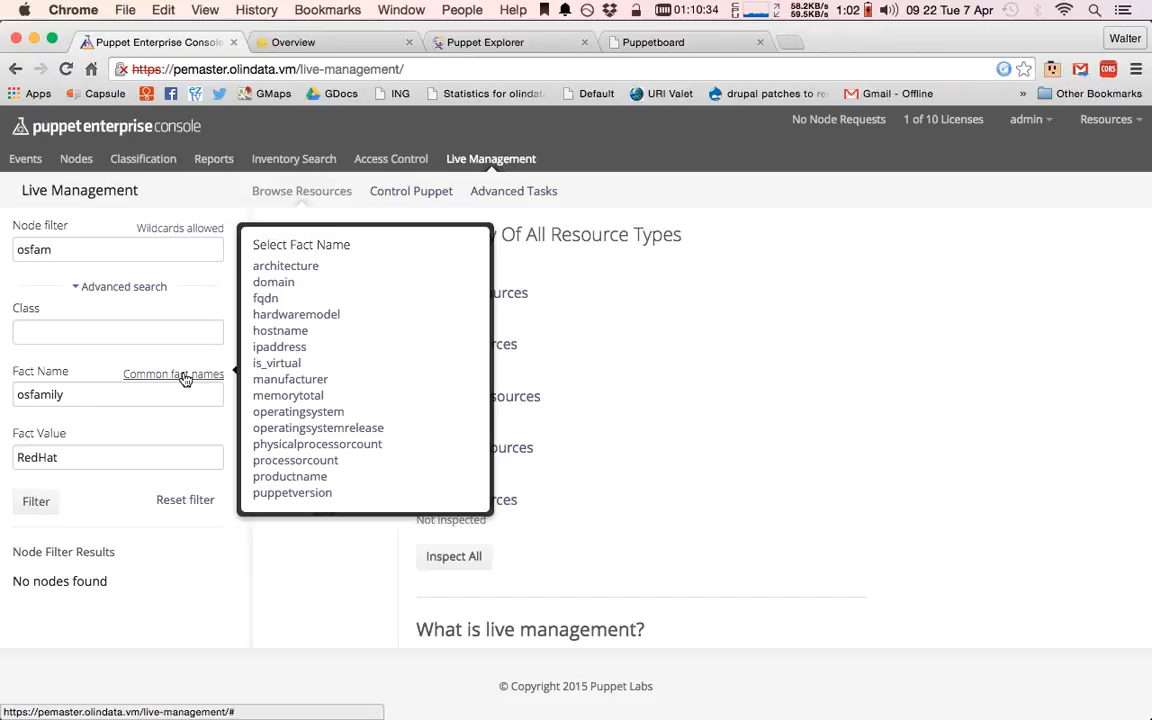 Chrome File Edit View History Bookmarks Window People Help 01:10:34 58.2KB/s 59.5KB/s 1:02 09 22 Tue 7 Apr
Puppet Enterprise Console Overview Puppet Explorer Puppetboard Walter
https://pemaster.olindata.vm/live-management/ CORS
Apps Capsule GMaps GDocs ING Statistics for olindat Default URI Valet drupal patches to re Gmail - Offline » Other Bookmarks
puppet enterprise console No Node Requests 1 of 10 Licenses admin Resources
Events Nodes Classification Reports Inventory Search Access Control Live Management
Live Management Browse Resources Control Puppet Advanced Tasks
Node filter Wildcards allowed
osfam
Advanced search
Class
Fact Name Common fact names
osfamily
Fact Value
RedHat
Filter Reset filter
Node Filter Results
No nodes found
Select Fact Name
architecture
domain
fqdn
hardwaremodel
hostname
ipaddress
is_virtual
manufacturer
memorytotal
operatingsystem
operatingsystemrelease
physicalprocessorcount
processorcount
productname
puppetversion
y Of All Resource Types
urces
rces
sources
urces
rces
Not inspected
Inspect All
What is live management?
© Copyright 2015 Puppet Labs
https://pemaster.olindata.vm/live-management/#